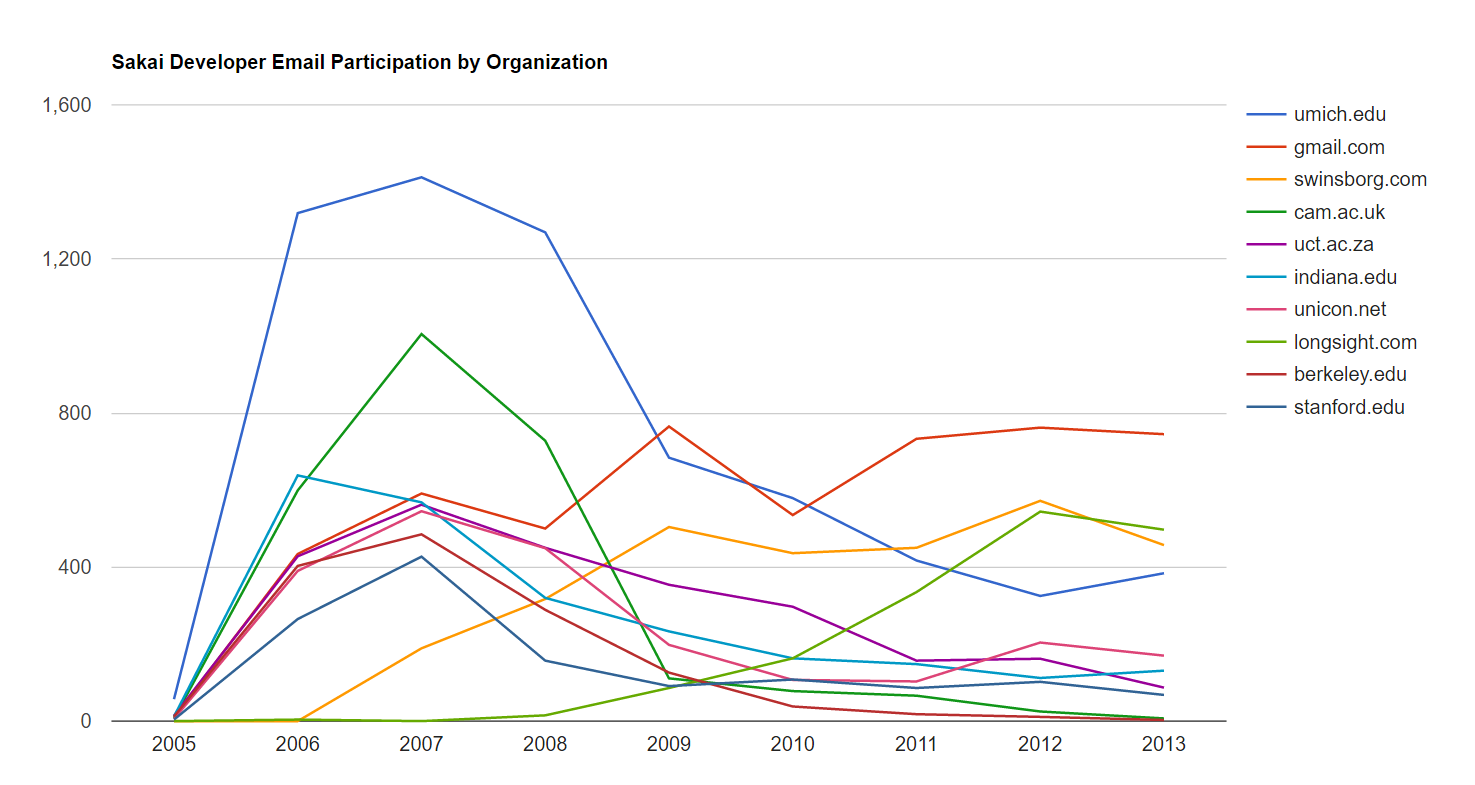 Sakai Developer Email Participation by Organization
1,600
1,200
800
400
0
2005 2006 2007 2008 2009 2010 2011 2012 2013
umich.edu
gmail.com
swinsborg.com
cam.ac.uk
uct.ac.za
indiana.edu
unicon.net
longsight.com
berkeley.edu
stanford.edu